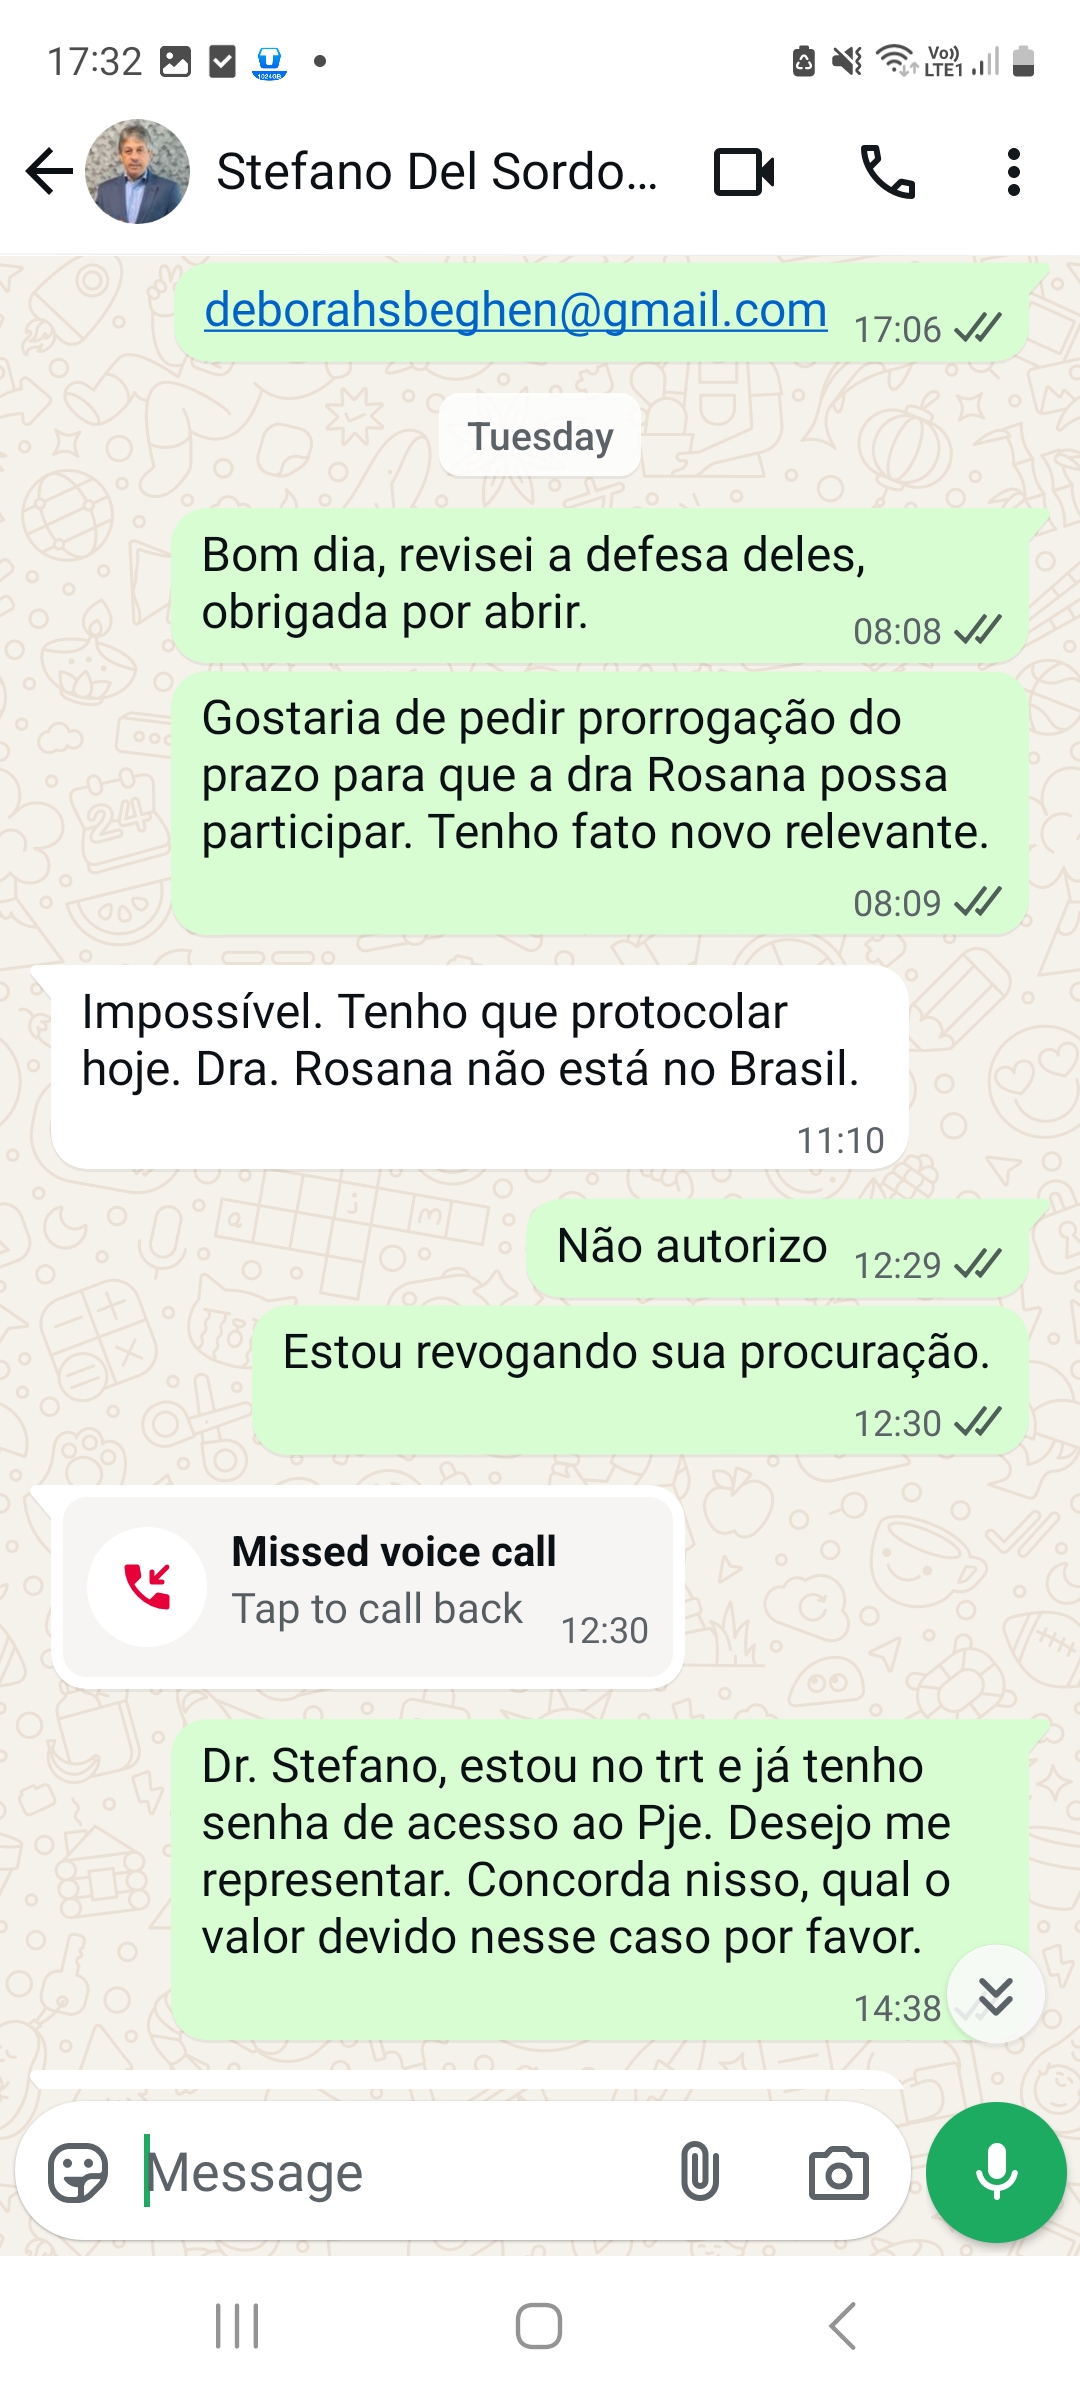 17:32
Vo))
LTE1
1024GB
Stefano Del Sordo...
deborahsbeghen@gmail.com
17:06
Tuesday
Bom dia, revisei a defesa deles,
obrigada por abrir.
08:08
Gostaria de pedir prorrogação do
prazo para que a dra Rosana possa
participar. Tenho fato novo relevante.
08:09
Impossível. Tenho que protocolar
hoje. Dra. Rosana não está no Brasil.
11:10
Não autorizo
12:29
Estou revogando sua procuração.
12:30
Missed voice call
Tap to call back
12:30
Dr. Stefano, estou no trt e já tenho
senha de acesso ao Pje. Desejo me
representar. Concorda nisso, qual o
valor devido nesse caso por favor.
14:38
Message